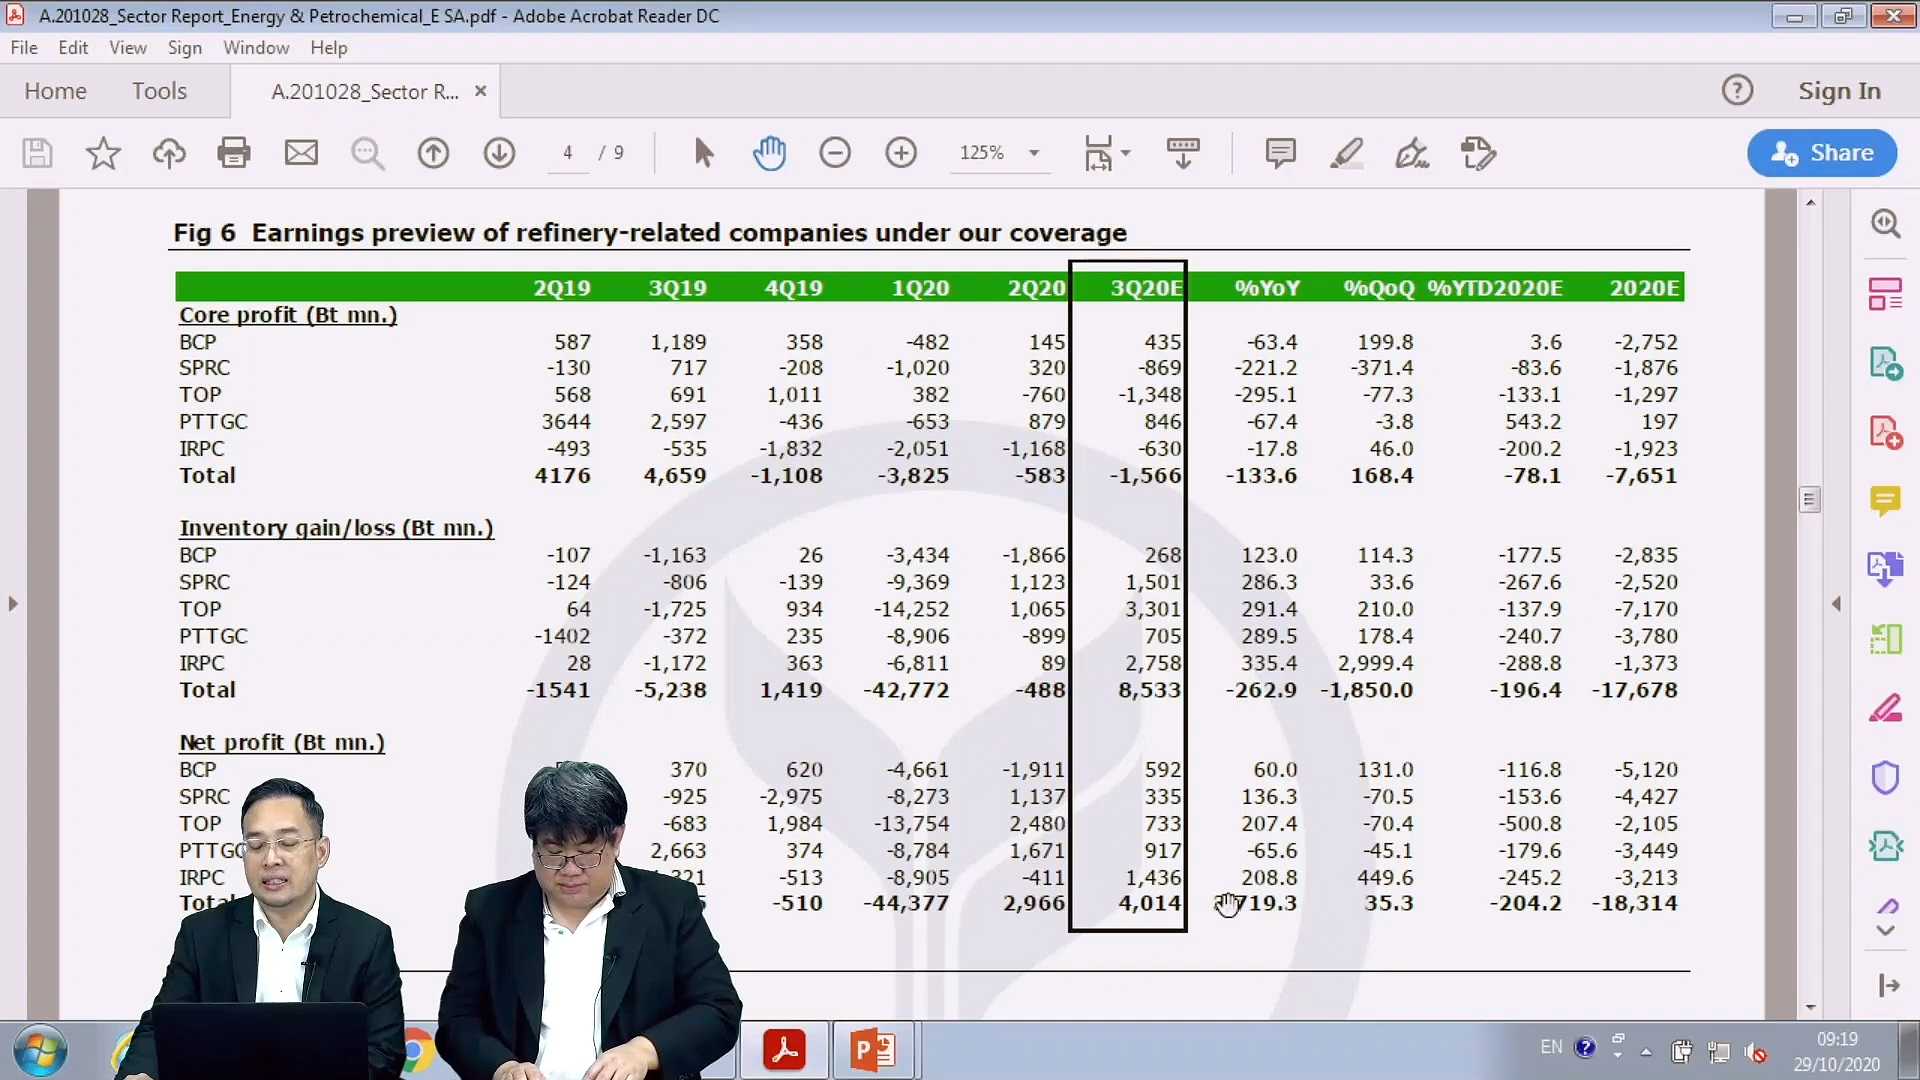 A.201028_Sector Report_Energy & Petrochemical_E SA.pdf - Adobe Acrobat Reader DC
File Edit View Sign Window Help
Home Tools A.201028_Sector R... × ? Sign In
4 / 9 125% Share
Fig 6 Earnings preview of refinery-related companies under our coverage
2Q19 3Q19 4Q19 1Q20 2Q20 3Q20E %YoY %QoQ %YTD2020E 2020E
Core profit (Bt mn.)
BCP 587 1,189 358 -482 145 435 -63.4 199.8 3.6 -2,752
SPRC -130 717 -208 -1,020 320 -869 -221.2 -371.4 -83.6 -1,876
TOP 568 691 1,011 382 -760 -1,348 -295.1 -77.3 -133.1 -1,297
PTTGC 3644 2,597 -436 -653 879 846 -67.4 -3.8 543.2 197
IRPC -493 -535 -1,832 -2,051 -1,168 -630 -17.8 46.0 -200.2 -1,923
Total 4176 4,659 -1,108 -3,825 -583 -1,566 -133.6 168.4 -78.1 -7,651
Inventory gain/loss (Bt mn.)
BCP -107 -1,163 26 -3,434 -1,866 268 123.0 114.3 -177.5 -2,835
SPRC -124 -806 -139 -9,369 1,123 1,501 286.3 33.6 -267.6 -2,520
TOP 64 -1,725 934 -14,252 1,065 3,301 291.4 210.0 -137.9 -7,170
PTTGC -1402 -372 235 -8,906 -899 705 289.5 178.4 -240.7 -3,780
IRPC 28 -1,172 363 -6,811 89 2,758 335.4 2,999.4 -288.8 -1,373
Total -1541 -5,238 1,419 -42,772 -488 8,533 -262.9 -1,850.0 -196.4 -17,678
Net profit (Bt mn.)
BCP 370 620 -4,661 -1,911 592 60.0 131.0 -116.8 -5,120
SPRC -925 -2,975 -8,273 1,137 335 136.3 -70.5 -153.6 -4,427
TOP -683 1,984 -13,754 2,480 733 207.4 -70.4 -500.8 -2,105
PTTGC 2,663 374 -8,784 1,671 917 -65.6 -45.1 -179.6 -3,449
IRPC -513 -8,905 -411 1,436 208.8 449.6 -245.2 -3,213
Total -510 -44,377 2,966 4,014 35.3 -204.2 -18,314
EN ? 09:19
29/10/2020